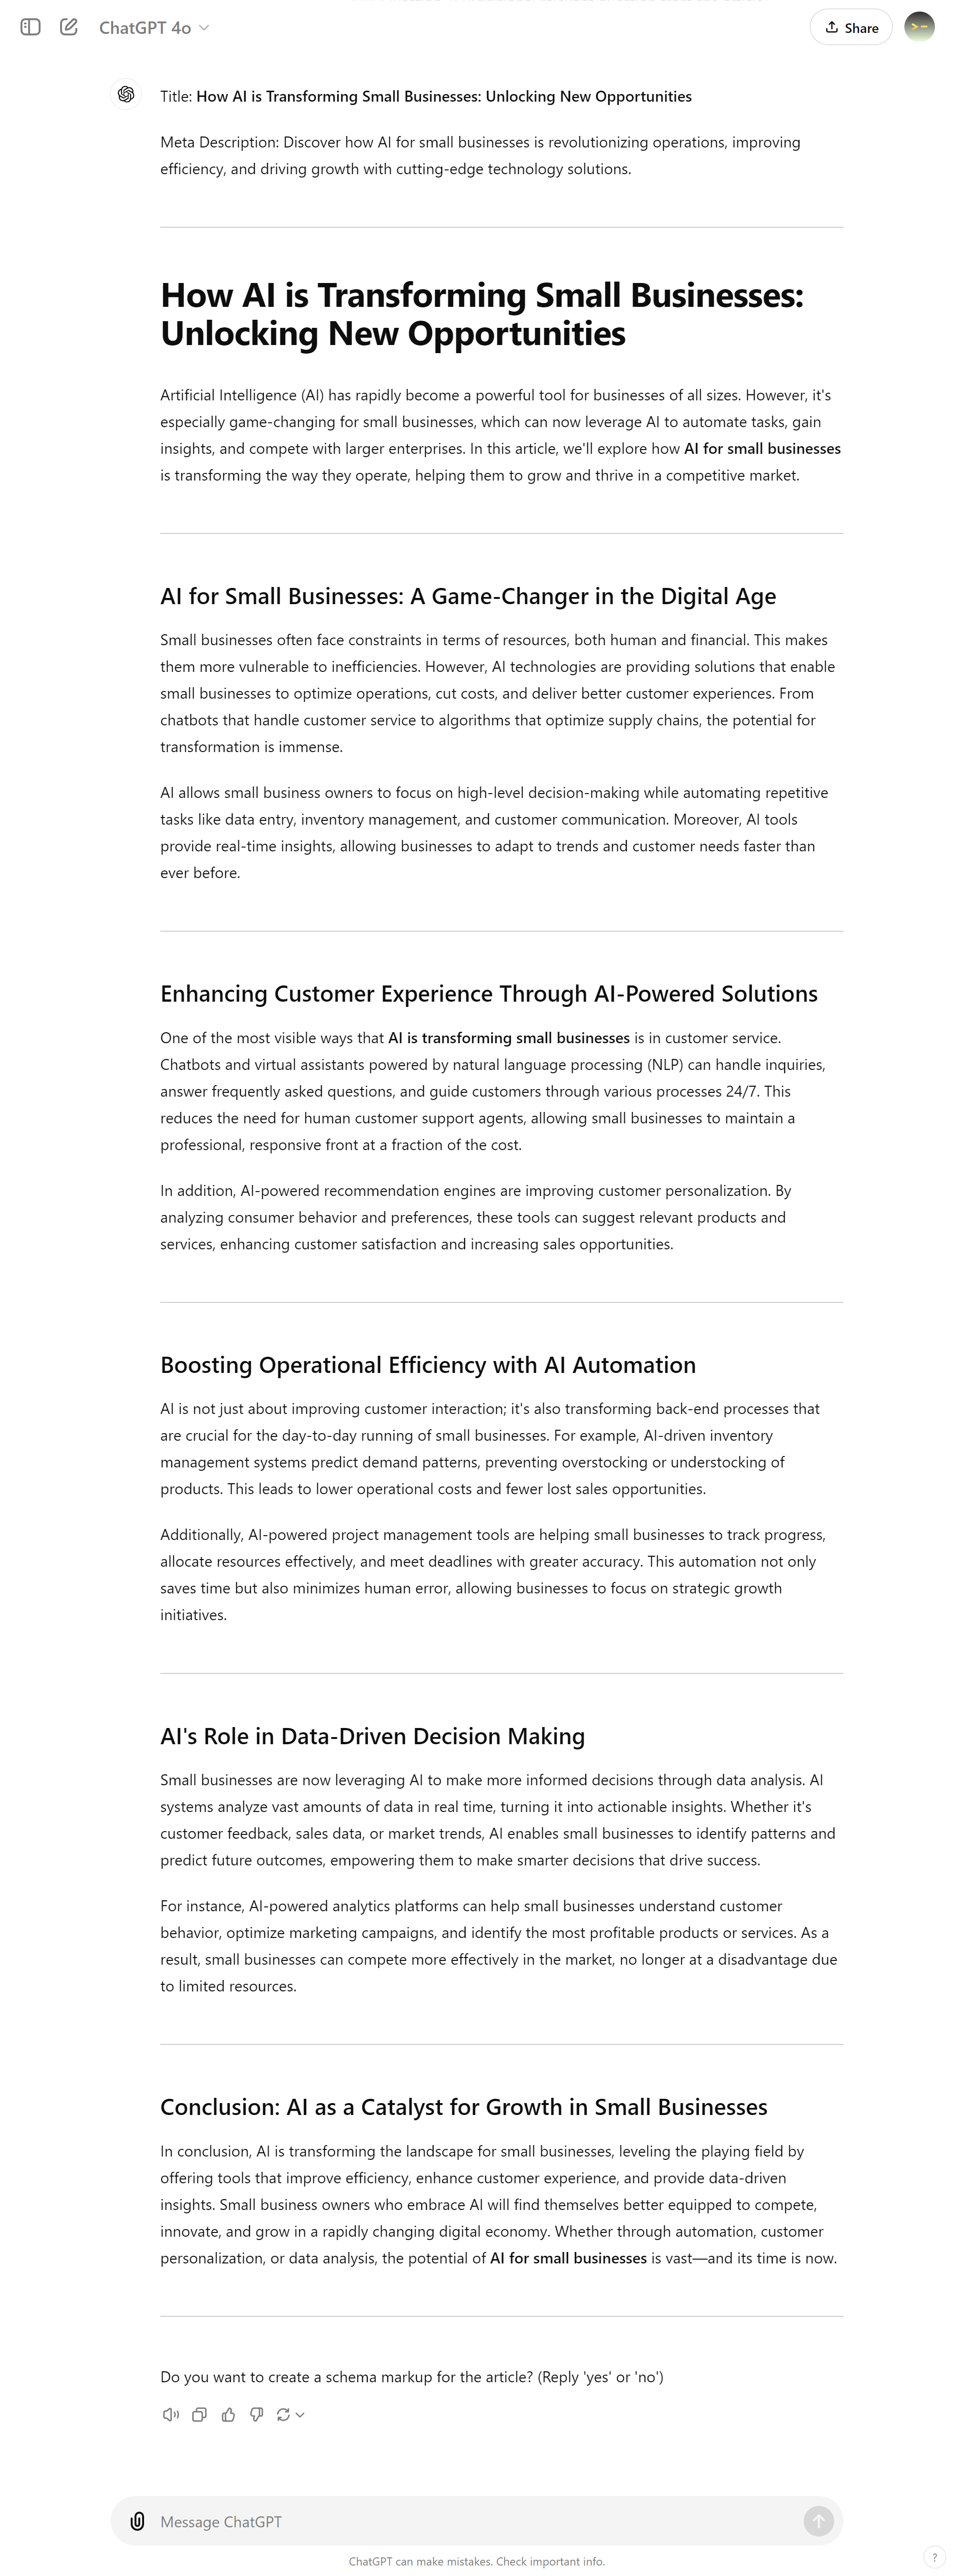 ChatGPT 4o
Share
Title: How AI is Transforming Small Businesses: Unlocking New Opportunities
Meta Description: Discover how AI for small businesses is revolutionizing operations, improving
efficiency, and driving growth with cutting-edge technology solutions.
How AI is Transforming Small Businesses:
Unlocking New Opportunities
Artificial Intelligence (AI) has rapidly become a powerful tool for businesses of all sizes. However, it's
especially game-changing for small businesses, which can now leverage AI to automate tasks, gain
insights, and compete with larger enterprises. In this article, we'll explore how AI for small businesses
is transforming the way they operate, helping them to grow and thrive in a competitive market.
AI for Small Businesses: A Game-Changer in the Digital Age
Small businesses often face constraints in terms of resources, both human and financial. This makes
them more vulnerable to inefficiencies. However, AI technologies are providing solutions that enable
small businesses to optimize operations, cut costs, and deliver better customer experiences. From
chatbots that handle customer service to algorithms that optimize supply chains, the potential for
transformation is immense.
AI allows small business owners to focus on high-level decision-making while automating repetitive
tasks like data entry, inventory management, and customer communication. Moreover, AI tools
provide real-time insights, allowing businesses to adapt to trends and customer needs faster than
ever before.
Enhancing Customer Experience Through AI-Powered Solutions
One of the most visible ways that AI is transforming small businesses is in customer service.
Chatbots and virtual assistants powered by natural language processing (NLP) can handle inquiries,
answer frequently asked questions, and guide customers through various processes 24/7. This
reduces the need for human customer support agents, allowing small businesses to maintain a
professional, responsive front at a fraction of the cost.
In addition, AI-powered recommendation engines are improving customer personalization. By
analyzing consumer behavior and preferences, these tools can suggest relevant products and
services, enhancing customer satisfaction and increasing sales opportunities.
Boosting Operational Efficiency with AI Automation
AI is not just about improving customer interaction; it's also transforming back-end processes that
are crucial for the day-to-day running of small businesses. For example, AI-driven inventory
management systems predict demand patterns, preventing overstocking or understocking of
products. This leads to lower operational costs and fewer lost sales opportunities.
Additionally, AI-powered project management tools are helping small businesses to track progress,
allocate resources effectively, and meet deadlines with greater accuracy. This automation not only
saves time but also minimizes human error, allowing businesses to focus on strategic growth
initiatives.
AI's Role in Data-Driven Decision Making
Small businesses are now leveraging AI to make more informed decisions through data analysis. AI
systems analyze vast amounts of data in real time, turning it into actionable insights. Whether it's
customer feedback, sales data, or market trends, AI enables small businesses to identify patterns and
predict future outcomes, empowering them to make smarter decisions that drive success.
For instance, AI-powered analytics platforms can help small businesses understand customer
behavior, optimize marketing campaigns, and identify the most profitable products or services. As a
result, small businesses can compete more effectively in the market, no longer at a disadvantage due
to limited resources.
Conclusion: AI as a Catalyst for Growth in Small Businesses
In conclusion, AI is transforming the landscape for small businesses, leveling the playing field by
offering tools that improve efficiency, enhance customer experience, and provide data-driven
insights. Small business owners who embrace AI will find themselves better equipped to compete,
innovate, and grow in a rapidly changing digital economy. Whether through automation, customer
personalization, or data analysis, the potential of AI for small businesses is vast—and its time is now.
Do you want to create a schema markup for the article? (Reply 'yes' or 'no')
Message ChatGPT
ChatGPT can make mistakes. Check important info.
?